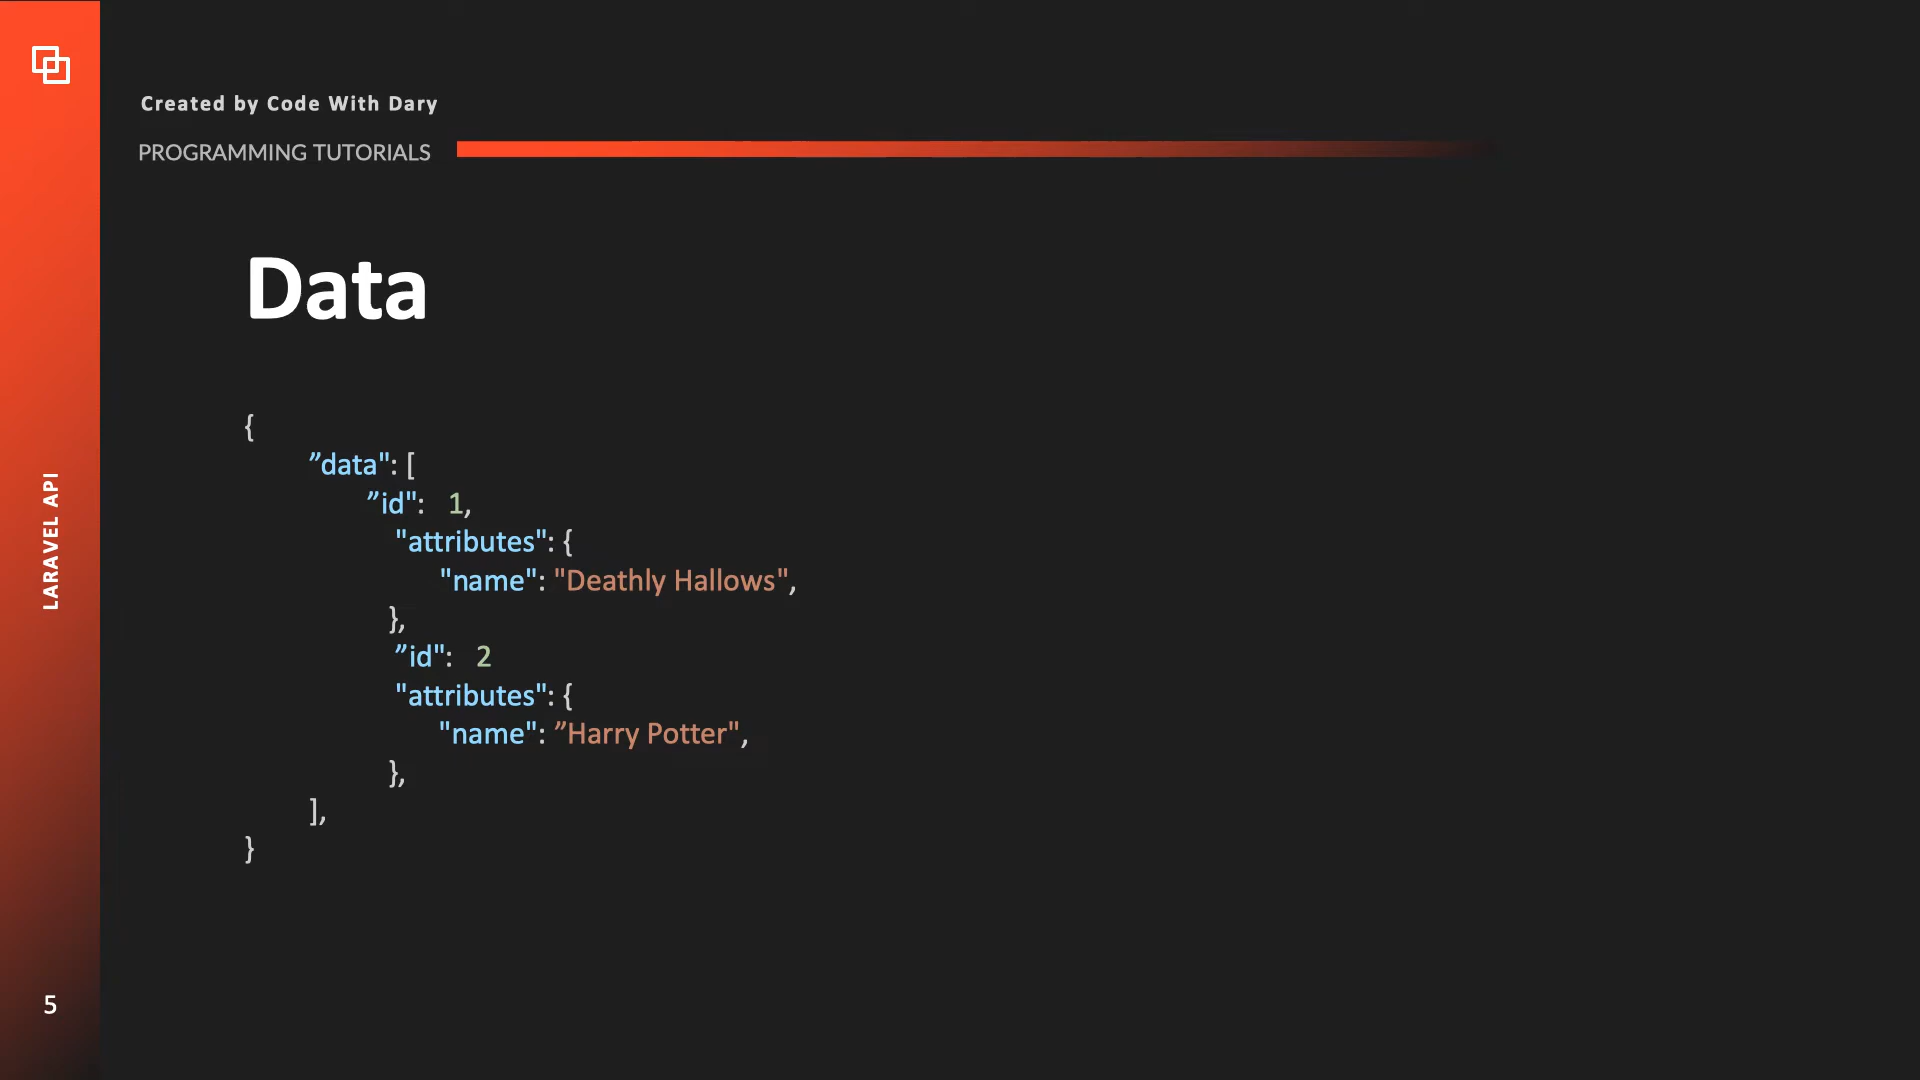 Created by Code With Dary
PROGRAMMING TUTORIALS
Data
{
”data": [
”id": 1,
"attributes": {
"name": "Deathly Hallows",
},
”id": 2
"attributes": {
"name": ”Harry Potter",
},
],
}
LARAVEL API
5